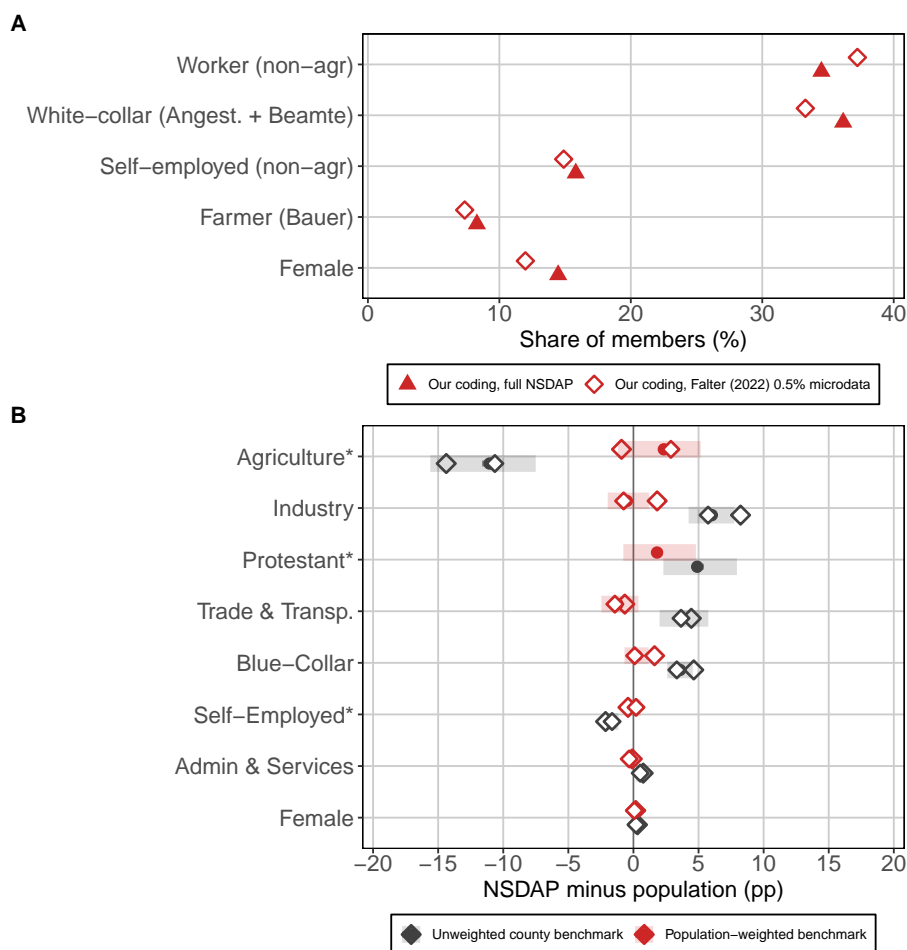 A
Worker (non−agr)
White−collar (Angest. + Beamte)
Self−employed (non−agr)
Farmer (Bauer)
Female
0 10 20 30 40
Share of members (%)
Our coding, full NSDAP Our coding, Falter (2022) 0.5% microdata
B
Agriculture*
Industry
Protestant*
Trade & Transp.
Blue−Collar
Self−Employed*
Admin & Services
Female
−20 −15 −10 −5 0 5 10 15 20
NSDAP minus population (pp)
Unweighted county benchmark Population−weighted benchmark